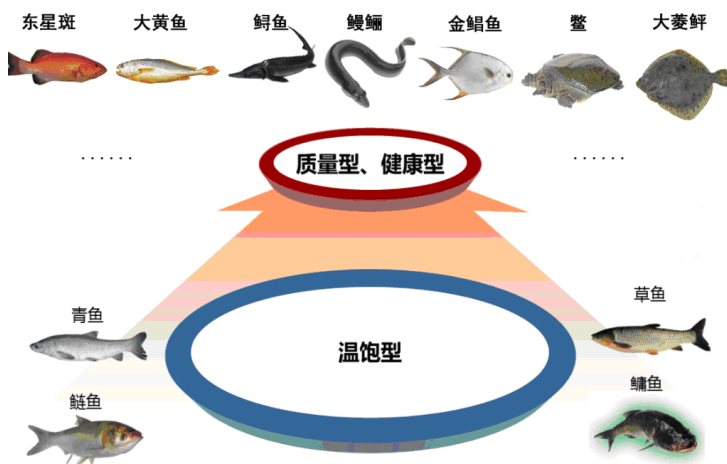 东星斑 大黄鱼 鲟鱼 鳗鲡 金鲳鱼 鳖 大菱鲆
质量型、健康型
······ ······
青鱼 草鱼
温饱型
鲢鱼 鳙鱼